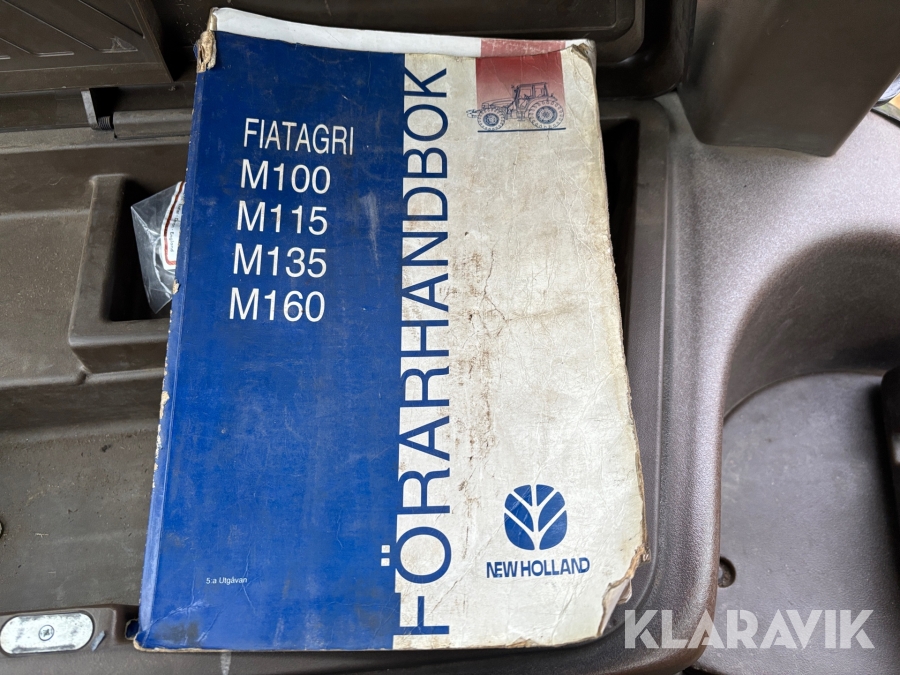 FIATAGRI
M100
M115
M135
M160
FÖRARHANDBOK
5:a Utgåvan
NEW HOLLAND
KLARAVIK